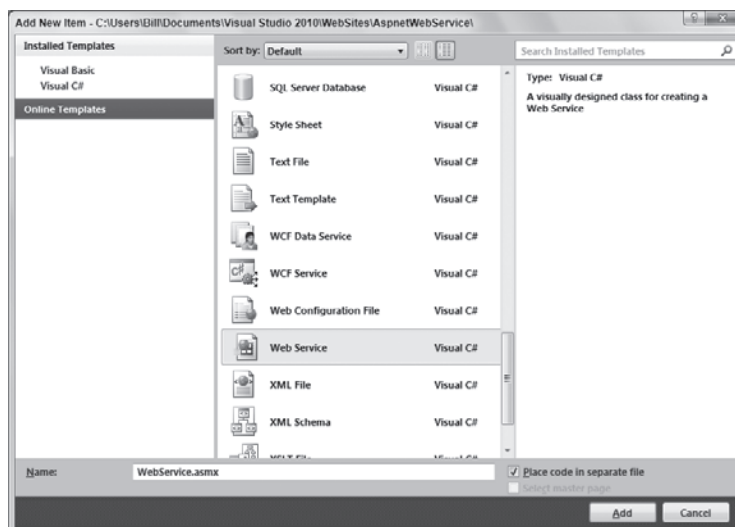 Add New Item - C:\Users\Bill\Documents\Visual Studio 2010\WebSites\AspnetWebService\
Installed Templates
Visual Basic
Visual C#
Online Templates
Sort by: Default
Search Installed Templates
SQL Server Database Visual C#
Style Sheet Visual C#
Text File Visual C#
Text Template Visual C#
WCF Data Service Visual C#
WCF Service Visual C#
Web Configuration File Visual C#
Web Service Visual C#
XML File Visual C#
XML Schema Visual C#
Type: Visual C#
A visually designed class for creating a
Web Service
Name: WebService.asmx
Place code in separate file
Select master page
Add Cancel